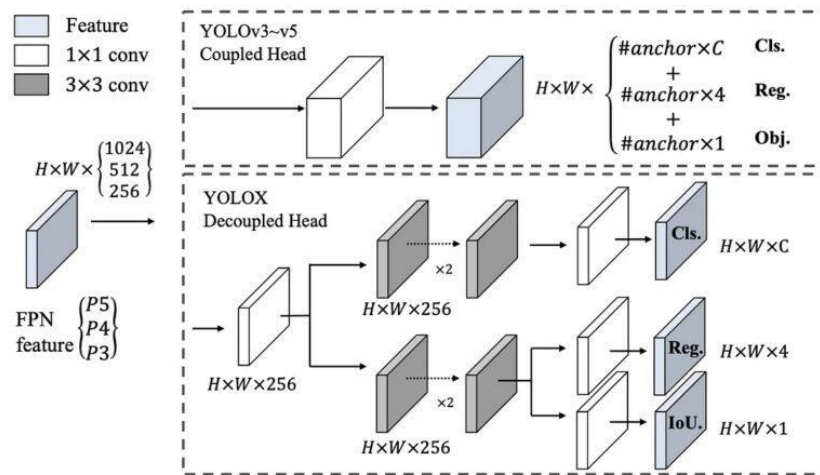 Feature
1×1 conv
3×3 conv
YOLOv3~v5
Coupled Head
H×W×
#anchor×C Cls.
+
#anchor×4 Reg.
+
#anchor×1 Obj.
H×W×
1024
512
256
FPN
feature
P5
P4
P3
YOLOX
Decoupled Head
H×W×256
×2
H×W×256
Cls.
H×W×C
×2
H×W×256
Reg.
H×W×4
IoU.
H×W×1